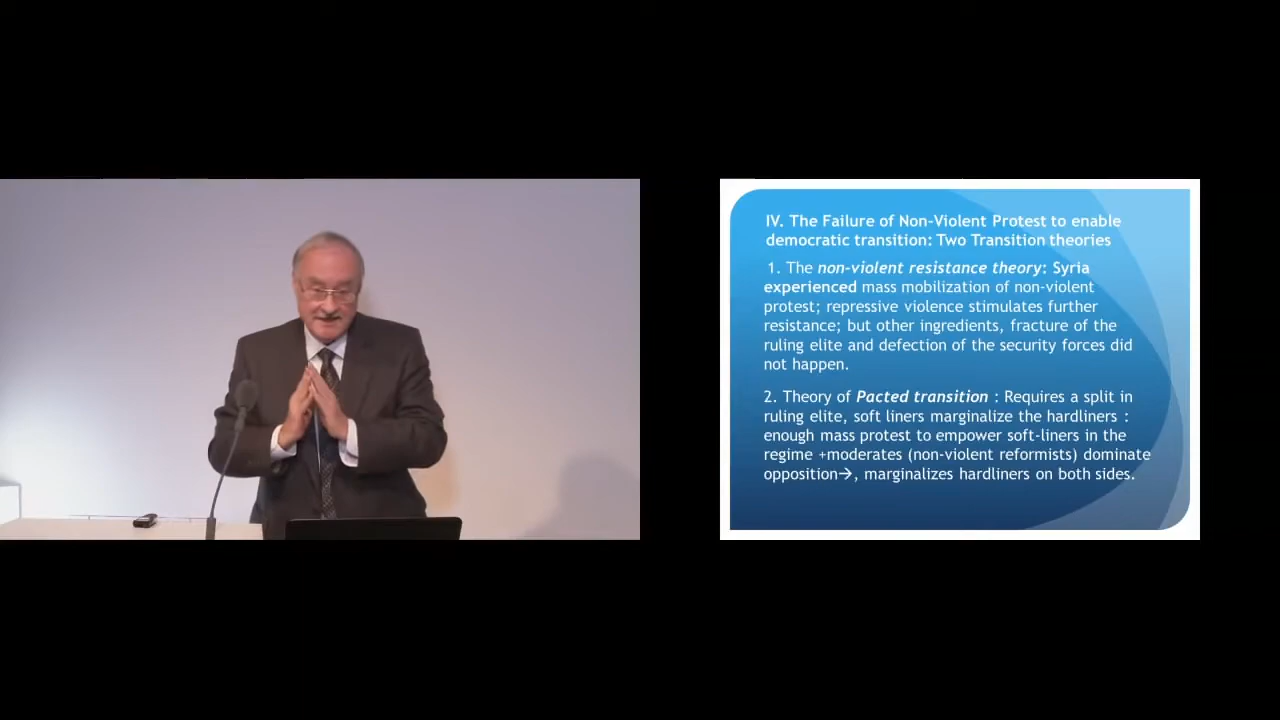 IV. The Failure of Non-Violent Protest to enable
democratic transition: Two Transition theories
1. The non-violent resistance theory: Syria
experienced mass mobilization of non-violent
protest; repressive violence stimulates further
resistance; but other ingredients, fracture of the
ruling elite and defection of the security forces did
not happen.
2. Theory of Pacted transition : Requires a split in
ruling elite, soft liners marginalize the hardliners :
enough mass protest to empower soft-liners in the
regime +moderates (non-violent reformists) dominate
opposition→, marginalizes hardliners on both sides.